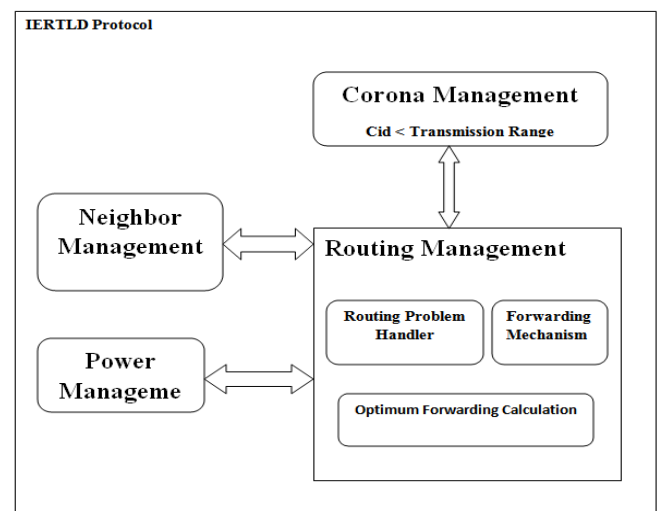 IERTLD Protocol
Corona Management
Cid < Transmission Range
Neighbor
Management
Routing Management
Routing Problem
Handler
Forwarding
Mechanism
Power
Manageme
Optimum Forwarding Calculation